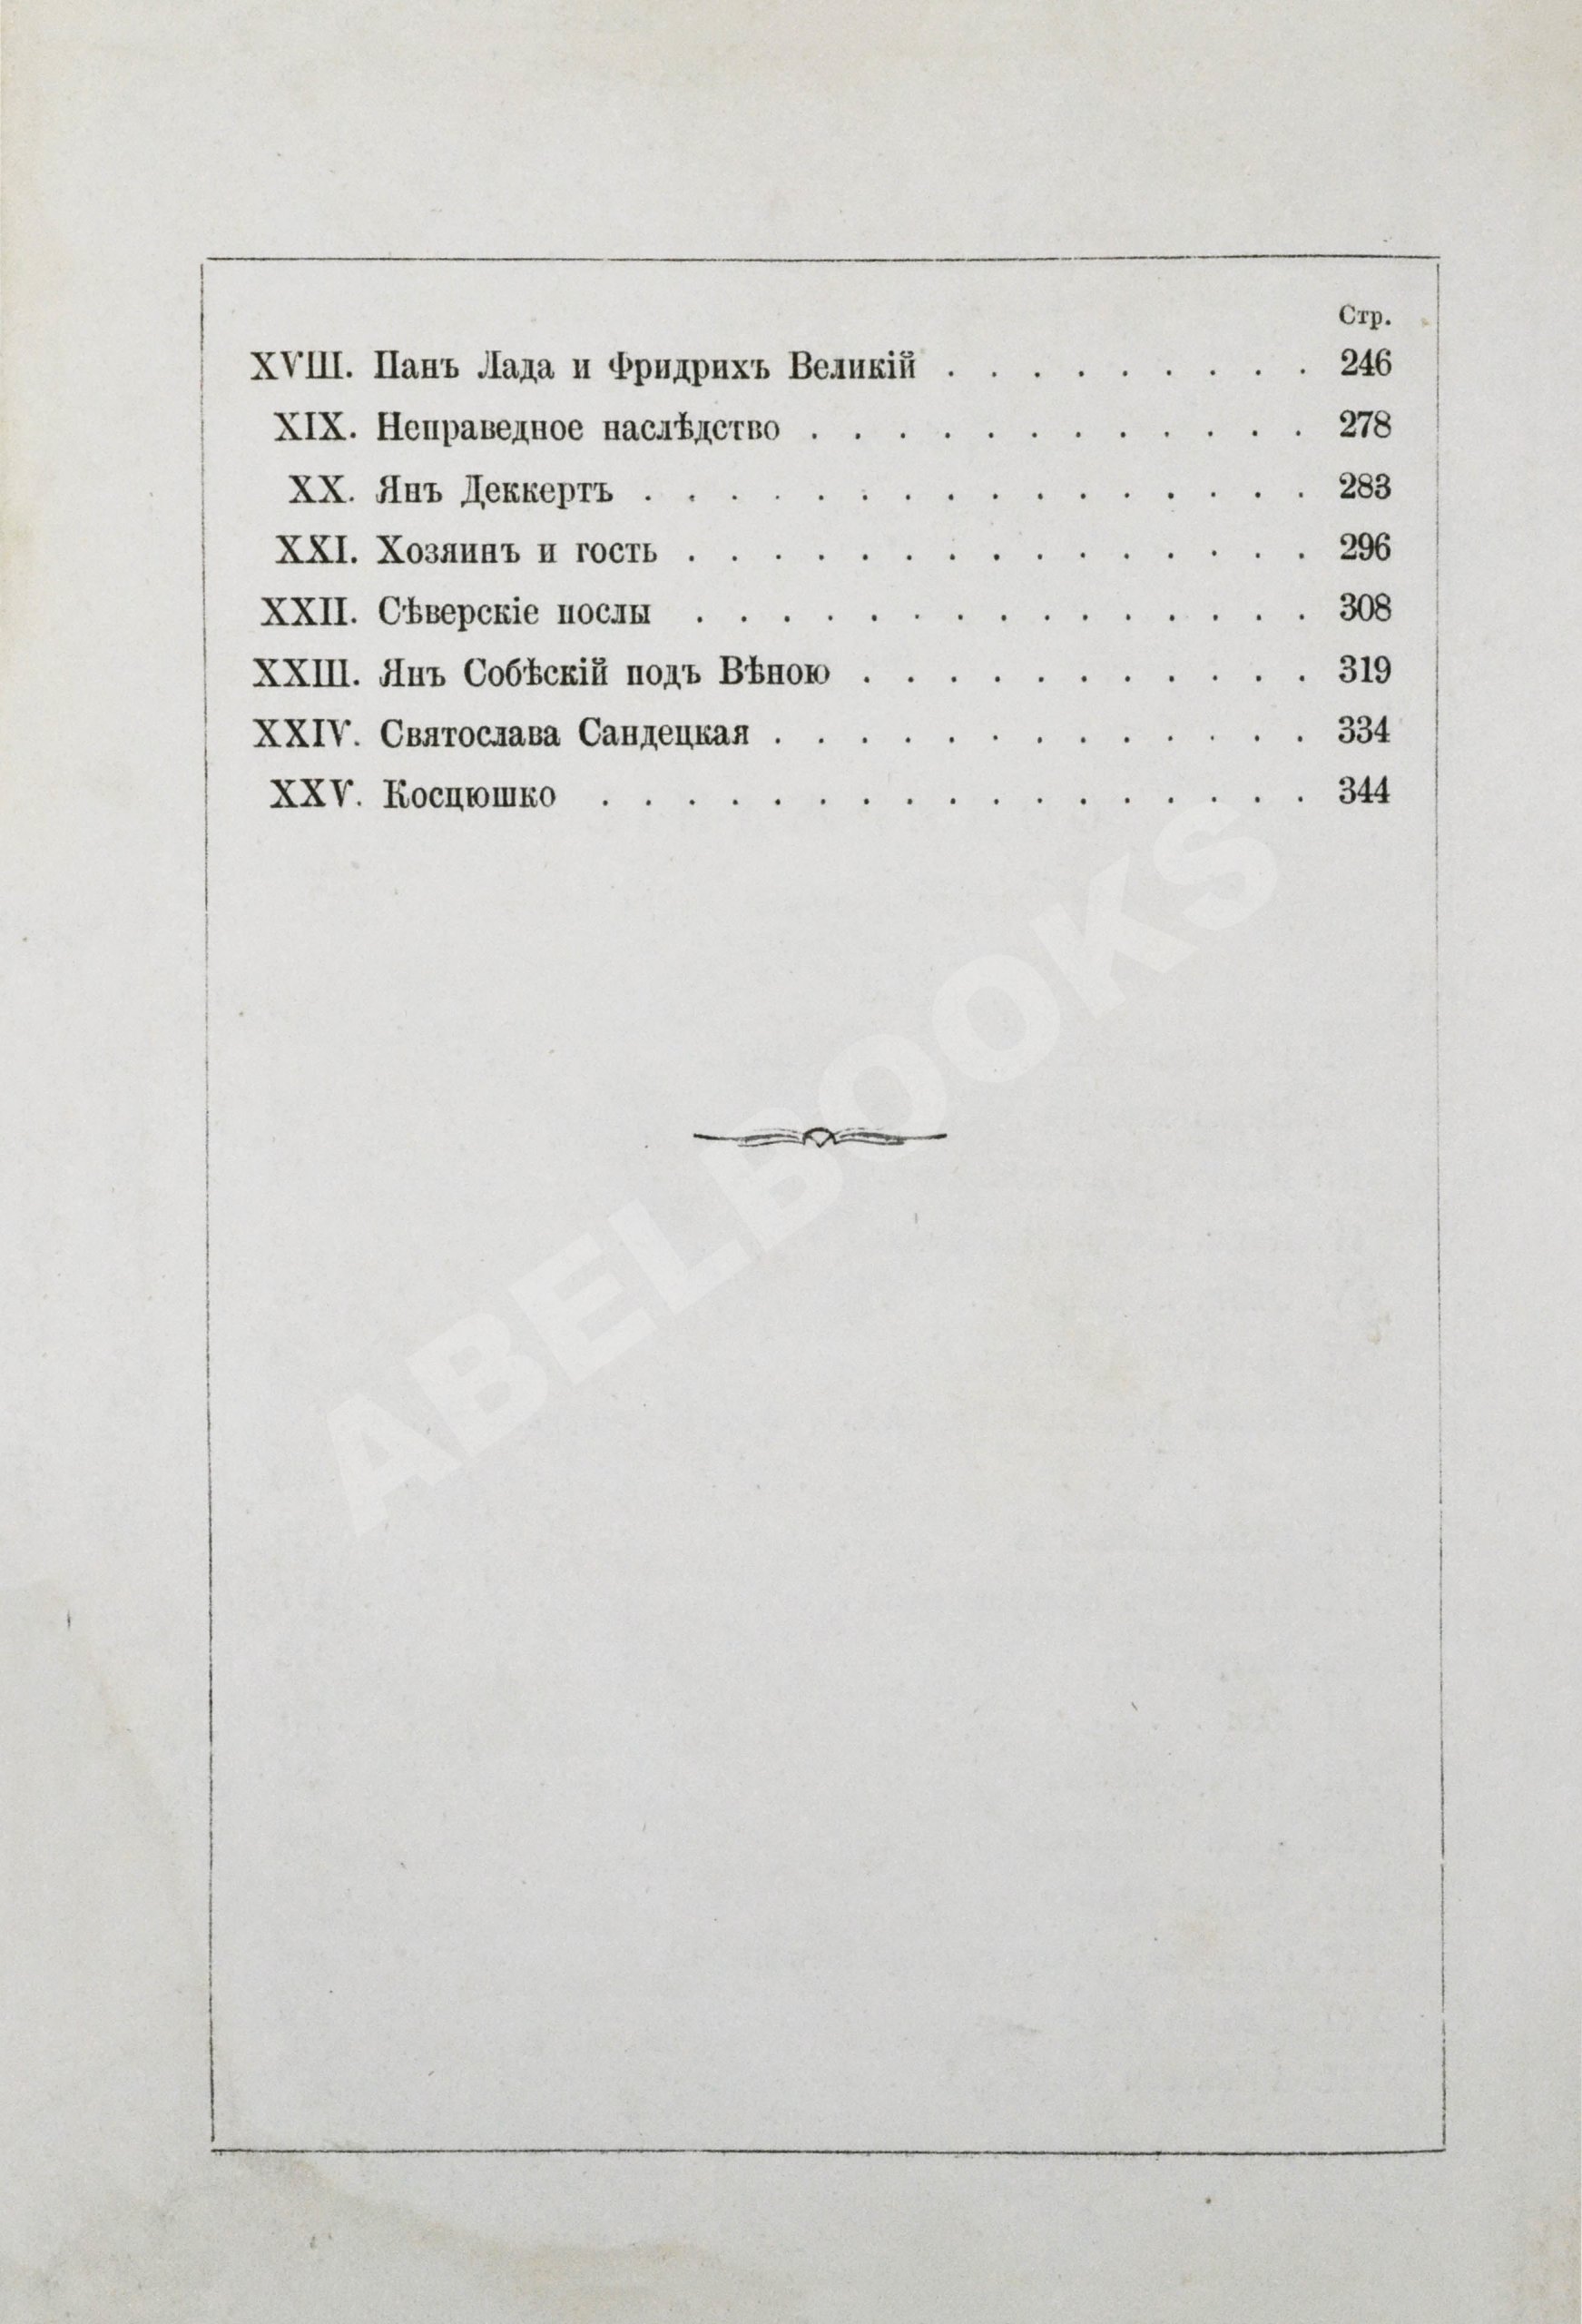 Стр.
XVIII. Панъ Лада и Фридрихъ Великій . . . . . . . . . 246
XIX. Неправедное наслѣдство . . . . . . . . . . . . 278
XX. Янъ Деккертъ . . . . . . . . . . . . . . . . 283
XXI. Хозяинъ и гость . . . . . . . . . . . . . . . 296
XXII. Сѣверскіе послы . . . . . . . . . . . . . . . 308
XXIII. Янъ Собѣскій подъ Вѣною . . . . . . . . . . . 319
XXIV. Святослава Сандецкая . . . . . . . . . . . . . 334
XXV. Косцюшко . . . . . . . . . . . . . . . . . 344
ABELBOOKS